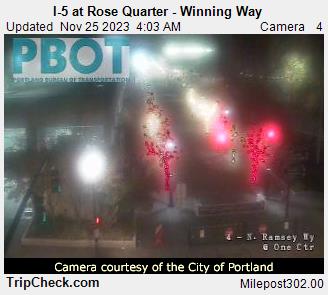 I-5 at Rose Quarter - Winning Way
Updated Nov 25 2023 4:03 AM Camera 4
PBOT
PORTLAND BUREAU OF TRANSPORTATION
4 - N. Ramsey Wy
@ One Ctr
Camera courtesy of the City of Portland
TripCheck.com Milepost302.00